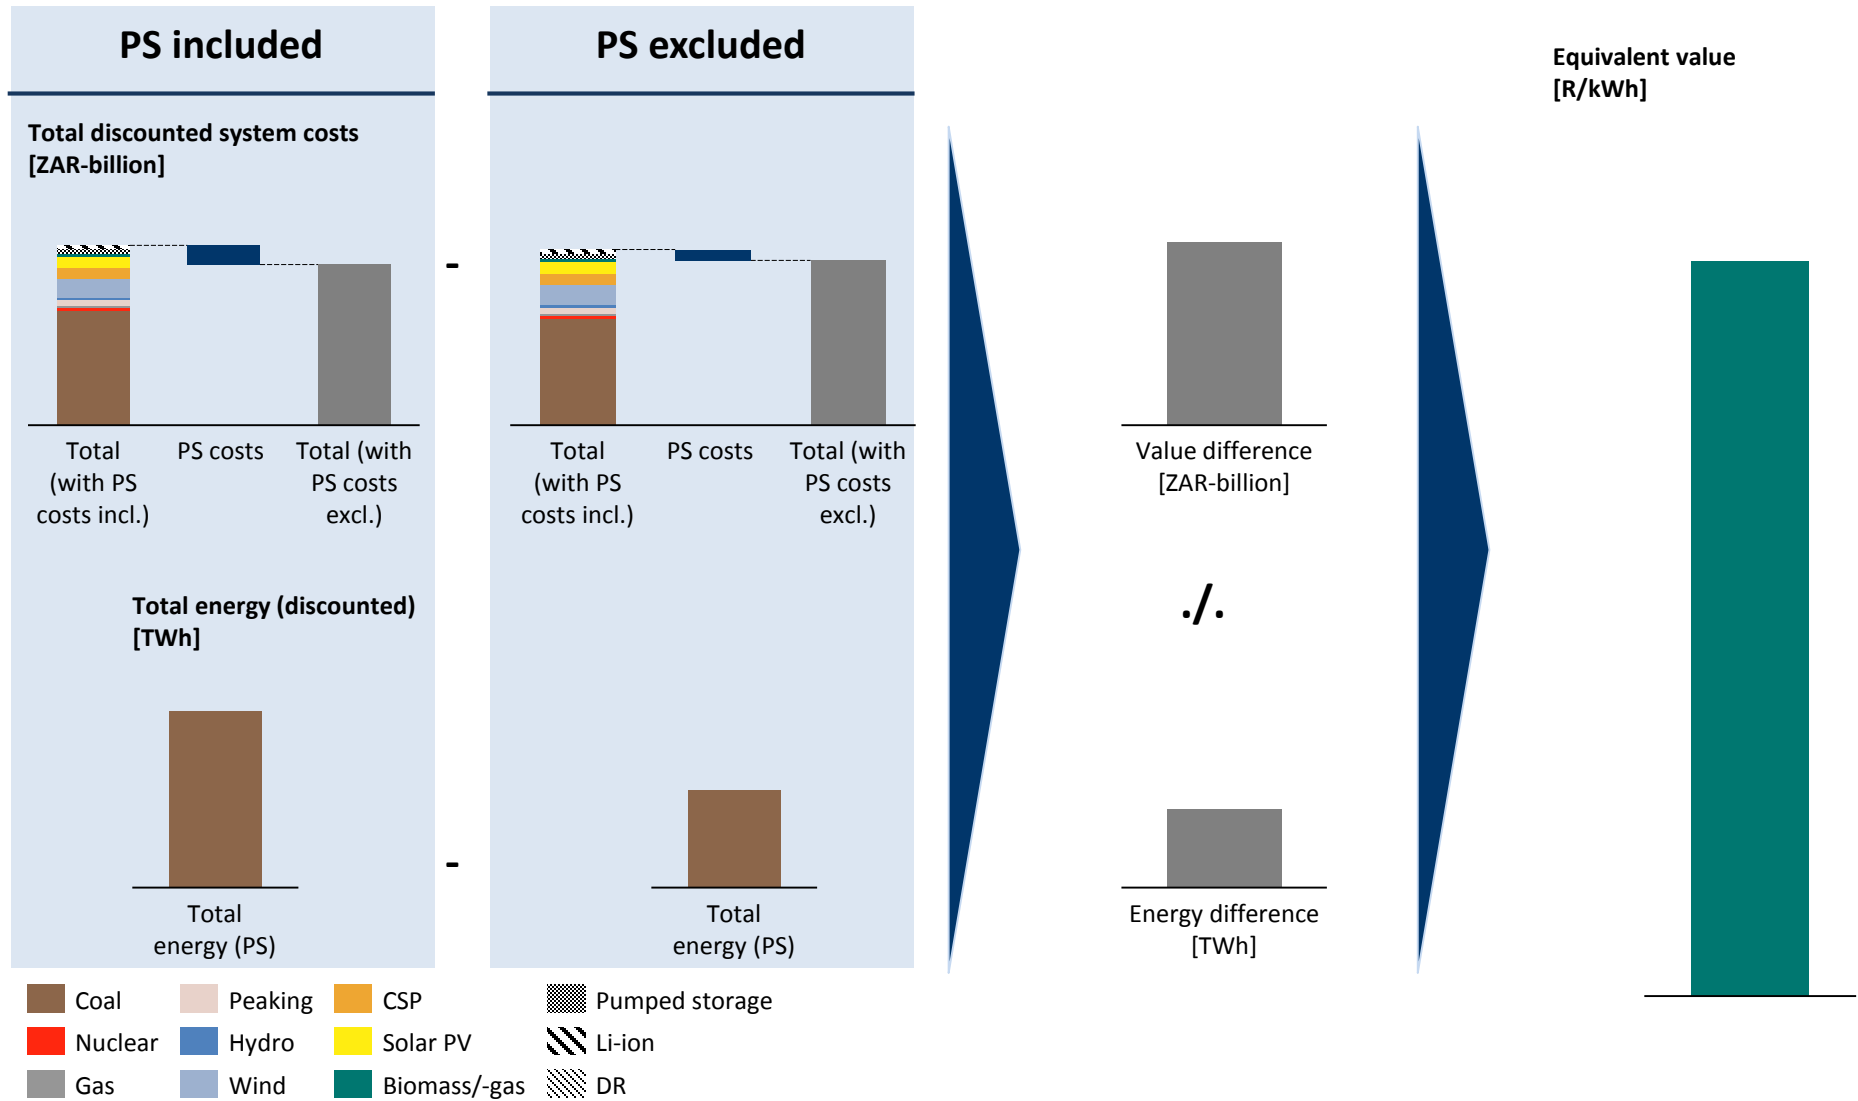 PS included
PS excluded
Equivalent value
[R/kWh]
Total discounted system costs
[ZAR-billion]
-
Total
(with PS
costs incl.)
PS costs
Total (with
PS costs
excl.)
Total
(with PS
costs incl.)
PS costs
Total (with
PS costs
excl.)
Value difference
[ZAR-billion]
Total energy (discounted)
[TWh]
./.
-
Total
energy (PS)
Total
energy (PS)
Energy difference
[TWh]
Coal
Peaking
CSP
Pumped storage
Nuclear
Hydro
Solar PV
Li-ion
Gas
Wind
Biomass/-gas
DR